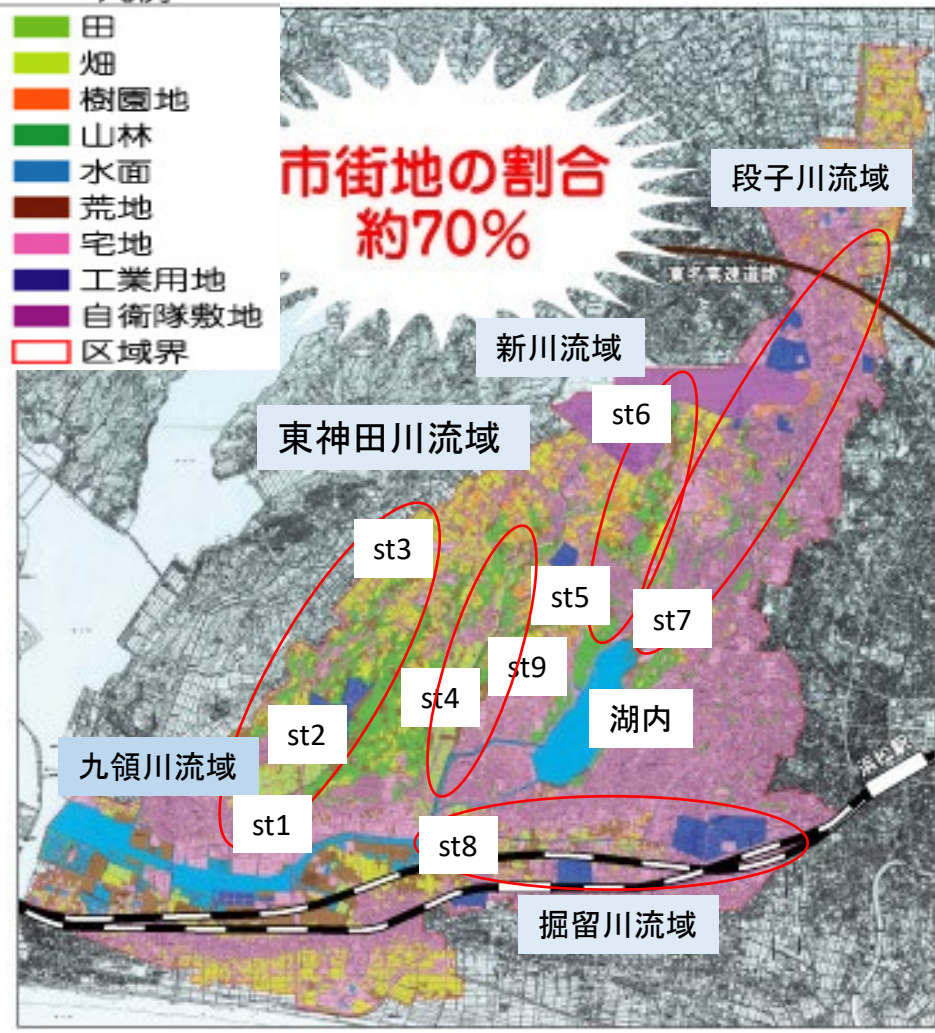 田
畑
樹園地
山林
水面
荒地
宅地
工業用地
自衛隊敷地
区域界
市街地の割合
約70%
段子川流域
東名高速道路
新川流域
st6
東神田川流域
st3
st5
st7
st9
st4
湖内
st2
九領川流域
浜松駅
st1
st8
掘留川流域